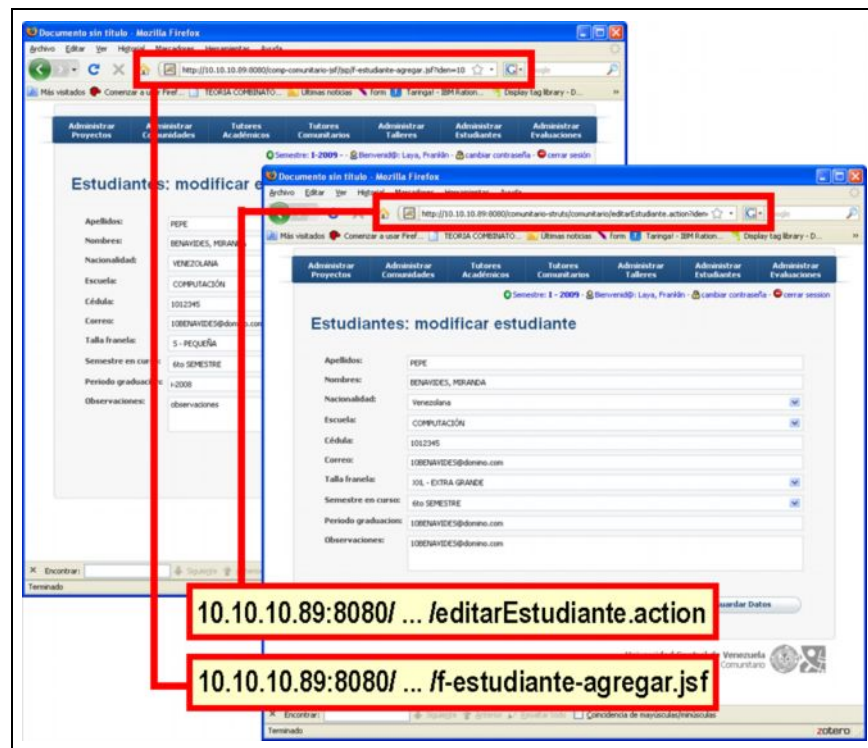 Documento sin título - Mozilla Firefox
Archivo Editar Ver Historial Marcadores Herramientas Ayuda
http://10.10.10.89:8080/comp-comunitario-jsf/jsp/f-estudiante-agregar.jsf?iden=10
Más visitados Comenzar a usar Firef... TEORIA COMBINATO... Últimas noticias form Taringa! - IBM Ration... Display tag library - D...
Administrar Proyectos Tutores Académicos Tutores Comunitarios Administrar Talleres Administrar Estudiantes Administrar Evaluaciones
Semestre: 1-2009 - - Bienvenid@: Laya, Franklin - cambiar contraseña - cerrar sesión
Estudiantes: modificar e
Apellidos: PEPE
Nombres: BENAVIDES, MIRANDA
Nacionalidad: VENEZOLANA
Escuela: COMPUTACIÓN
Cédula: 1012345
Correo: 10BENAVIDES@domino.com
Talla franela: S - PEQUEÑA
Semestre en curso: 6to SEMESTRE
Periodo graduacion: I-2008
Observaciones: observaciones
Encontrar:
Terminado
Documento sin título - Mozilla Firefox
Archivo Editar Ver Historial Marcadores Herramientas Ayuda
http://10.10.10.89:8080/comunitario-struts/comunitario/editarEstudiante.action?iden=
Más visitados Comenzar a usar Firef... TEORIA COMBINATO... Últimas noticias form Taringa! - IBM Ration... Display tag library - D...
Administrar Proyectos Administrar Comunidades Tutores Académicos Tutores Comunitarios Administrar Talleres Administrar Estudiantes Administrar Evaluaciones
Semestre: 1 - 2009 - Bienvenid@: Laya, Franklin - cambiar contraseña - cerrar session
Estudiantes: modificar estudiante
Apellidos: PEPE
Nombres: BENAVIDES, MIRANDA
Nacionalidad: Venezolana
Escuela: COMPUTACIÓN
Cédula: 1012345
Correo: 10BENAVIDES@domino.com
Talla franela: XXL - EXTRA GRANDE
Semestre en curso: 6to SEMESTRE
Periodo graduacion: 10BENAVIDES@domino.com
Observaciones: 10BENAVIDES@domino.com
10.10.10.89:8080/ ... /editarEstudiante.action
Guardar Datos
Venezuela
Comunitario
10.10.10.89:8080/ ... /f-estudiante-agregar.jsf
Encontrar: Coincidencia de mayúsculas/minúsculas
Terminado zotero